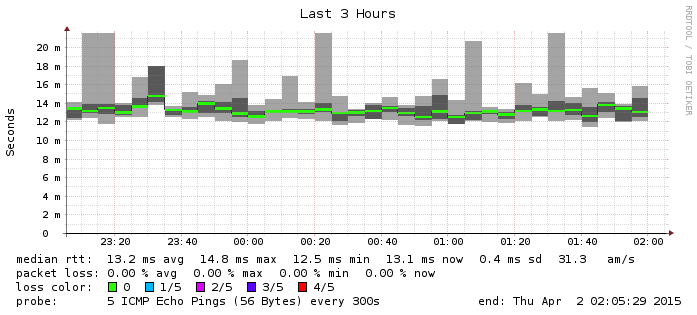 Last 3 Hours
RRDTOOL / TOBI OETIKER
Seconds
20 m
18 m
16 m
14 m
12 m
10 m
8 m
6 m
4 m
2 m
0
23:20 23:40 00:00 00:20 00:40 01:00 01:20 01:40 02:00
median rtt: 13.2 ms avg 14.8 ms max 12.5 ms min 13.1 ms now 0.4 ms sd 31.3 am/s
packet loss: 0.00 % avg 0.00 % max 0.00 % min 0.00 % now
loss color: 0 1/5 2/5 3/5 4/5
probe: 5 ICMP Echo Pings (56 Bytes) every 300s end: Thu Apr 2 02:05:29 2015